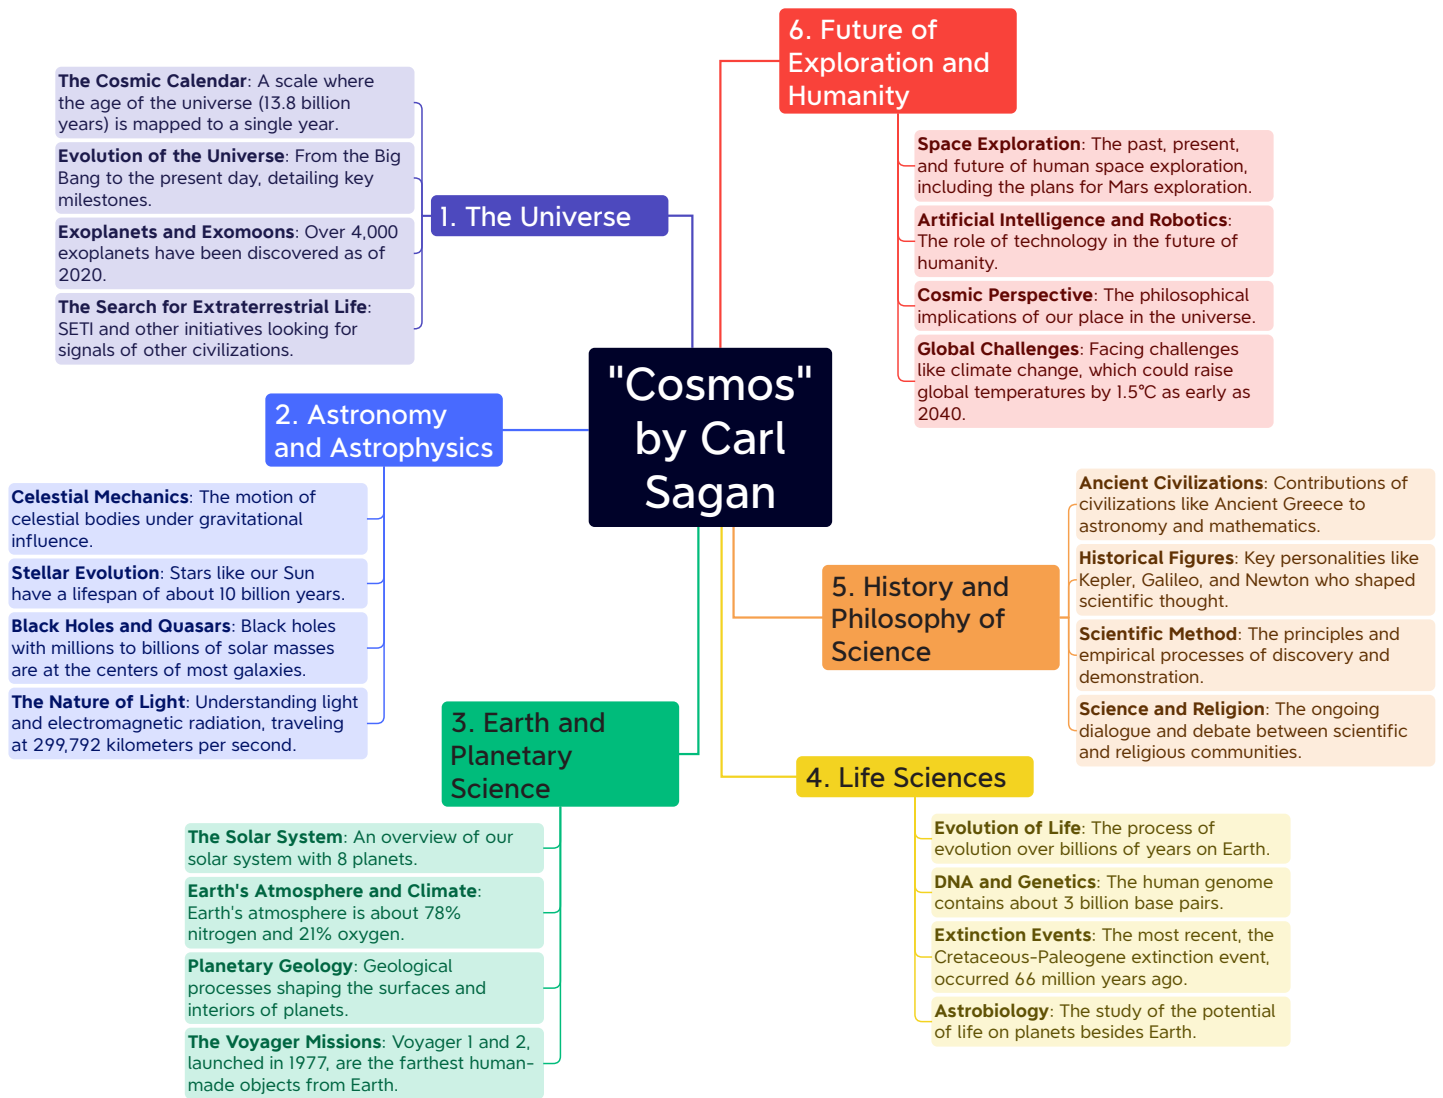 "Cosmos"
by Carl
Sagan
1. The Universe
The Cosmic Calendar: A scale where
the age of the universe (13.8 billion
years) is mapped to a single year.
Evolution of the Universe: From the Big
Bang to the present day, detailing key
milestones.
Exoplanets and Exomoons: Over 4,000
exoplanets have been discovered as of
2020.
The Search for Extraterrestrial Life:
SETI and other initiatives looking for
signals of other civilizations.
2. Astronomy
and Astrophysics
Celestial Mechanics: The motion of
celestial bodies under gravitational
influence.
Stellar Evolution: Stars like our Sun
have a lifespan of about 10 billion years.
Black Holes and Quasars: Black holes
with millions to billions of solar masses
are at the centers of most galaxies.
The Nature of Light: Understanding light
and electromagnetic radiation, traveling
at 299,792 kilometers per second.
3. Earth and
Planetary
Science
The Solar System: An overview of our
solar system with 8 planets.
Earth's Atmosphere and Climate:
Earth's atmosphere is about 78%
nitrogen and 21% oxygen.
Planetary Geology: Geological
processes shaping the surfaces and
interiors of planets.
The Voyager Missions: Voyager 1 and 2,
launched in 1977, are the farthest human-
made objects from Earth.
4. Life Sciences
Evolution of Life: The process of
evolution over billions of years on Earth.
DNA and Genetics: The human genome
contains about 3 billion base pairs.
Extinction Events: The most recent, the
Cretaceous-Paleogene extinction event,
occurred 66 million years ago.
Astrobiology: The study of the potential
of life on planets besides Earth.
5. History and
Philosophy of
Science
Ancient Civilizations: Contributions of
civilizations like Ancient Greece to
astronomy and mathematics.
Historical Figures: Key personalities like
Kepler, Galileo, and Newton who shaped
scientific thought.
Scientific Method: The principles and
empirical processes of discovery and
demonstration.
Science and Religion: The ongoing
dialogue and debate between scientific
and religious communities.
6. Future of
Exploration and
Humanity
Space Exploration: The past, present,
and future of human space exploration,
including the plans for Mars exploration.
Artificial Intelligence and Robotics:
The role of technology in the future of
humanity.
Cosmic Perspective: The philosophical
implications of our place in the universe.
Global Challenges: Facing challenges
like climate change, which could raise
global temperatures by 1.5°C as early as
2040.